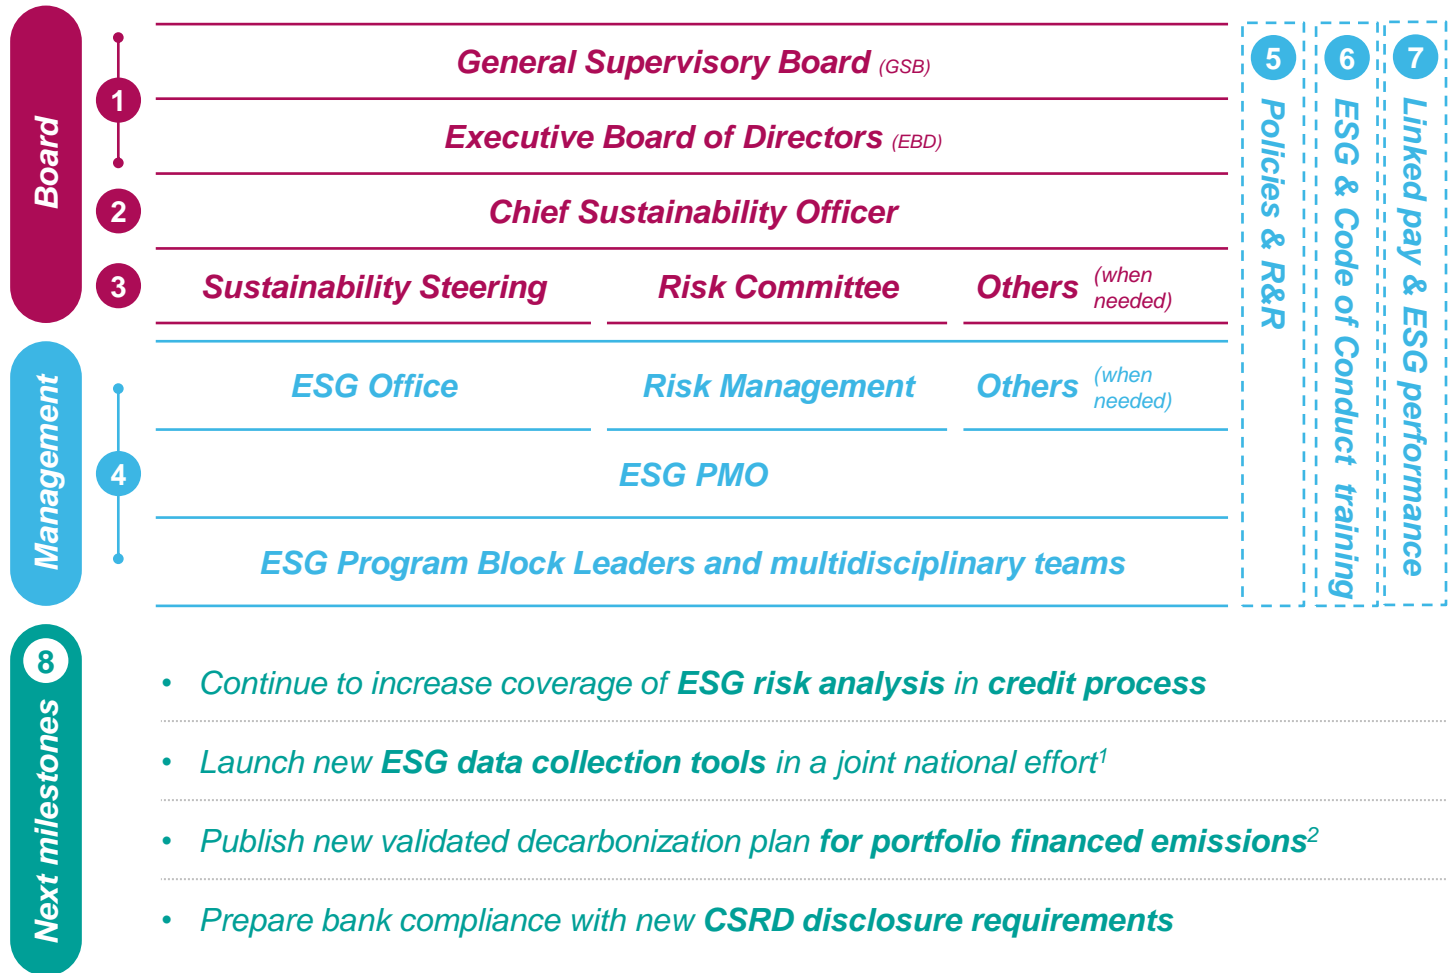 Board
1
General Supervisory Board (GSB)
Executive Board of Directors (EBD)
2
Chief Sustainability Officer
3
Sustainability Steering
Risk Committee
Others (when
needed)
Management
4
ESG Office
Risk Management
Others (when
needed)
ESG PMO
ESG Program Block Leaders and multidisciplinary teams
5
Policies & R&R
6
ESG & Code of Conduct training
7
Linked pay & ESG performance
8
Next milestones
• Continue to increase coverage of ESG risk analysis in credit process
• Launch new ESG data collection tools in a joint national effort1
• Publish new validated decarbonization plan for portfolio financed emissions2
• Prepare bank compliance with new CSRD disclosure requirements